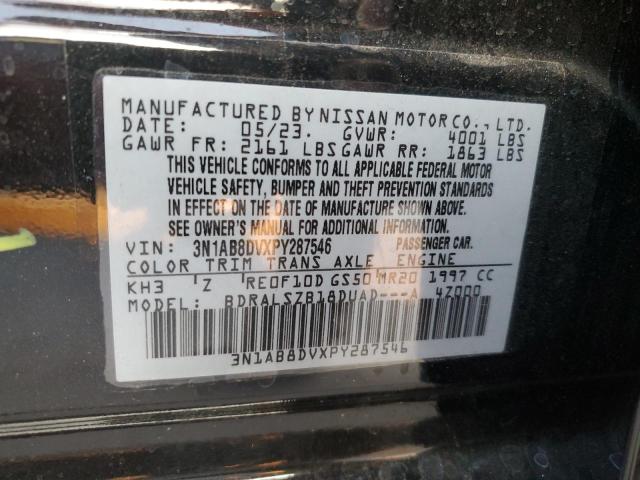 MANUFACTURED BY NISSAN MOTOR CO., LTD.
DATE: 05/23. GVWR: 4001 LBS
GAWR FR: 2161 LBS GAWR RR: 1863 LBS
THIS VEHICLE CONFORMS TO ALL APPLICABLE FEDERAL MOTOR
VEHICLE SAFETY, BUMPER AND THEFT PREVENTION STANDARDS
IN EFFECT ON THE DATE OF MANUFACTURE SHOWN ABOVE.
SEE OWNER'S MANUAL FOR ADDITIONAL INFORMATION.
VIN: 3N1AB8DVXPY287546 PASSENGER CAR.
COLOR TRIM TRANS AXLE ENGINE
KH3 Z RE0F10D GS50 MR20 1997 CC
MODEL: BDRALSZB18DUAD---A 4Z000
3N1AB8DVXPY287546